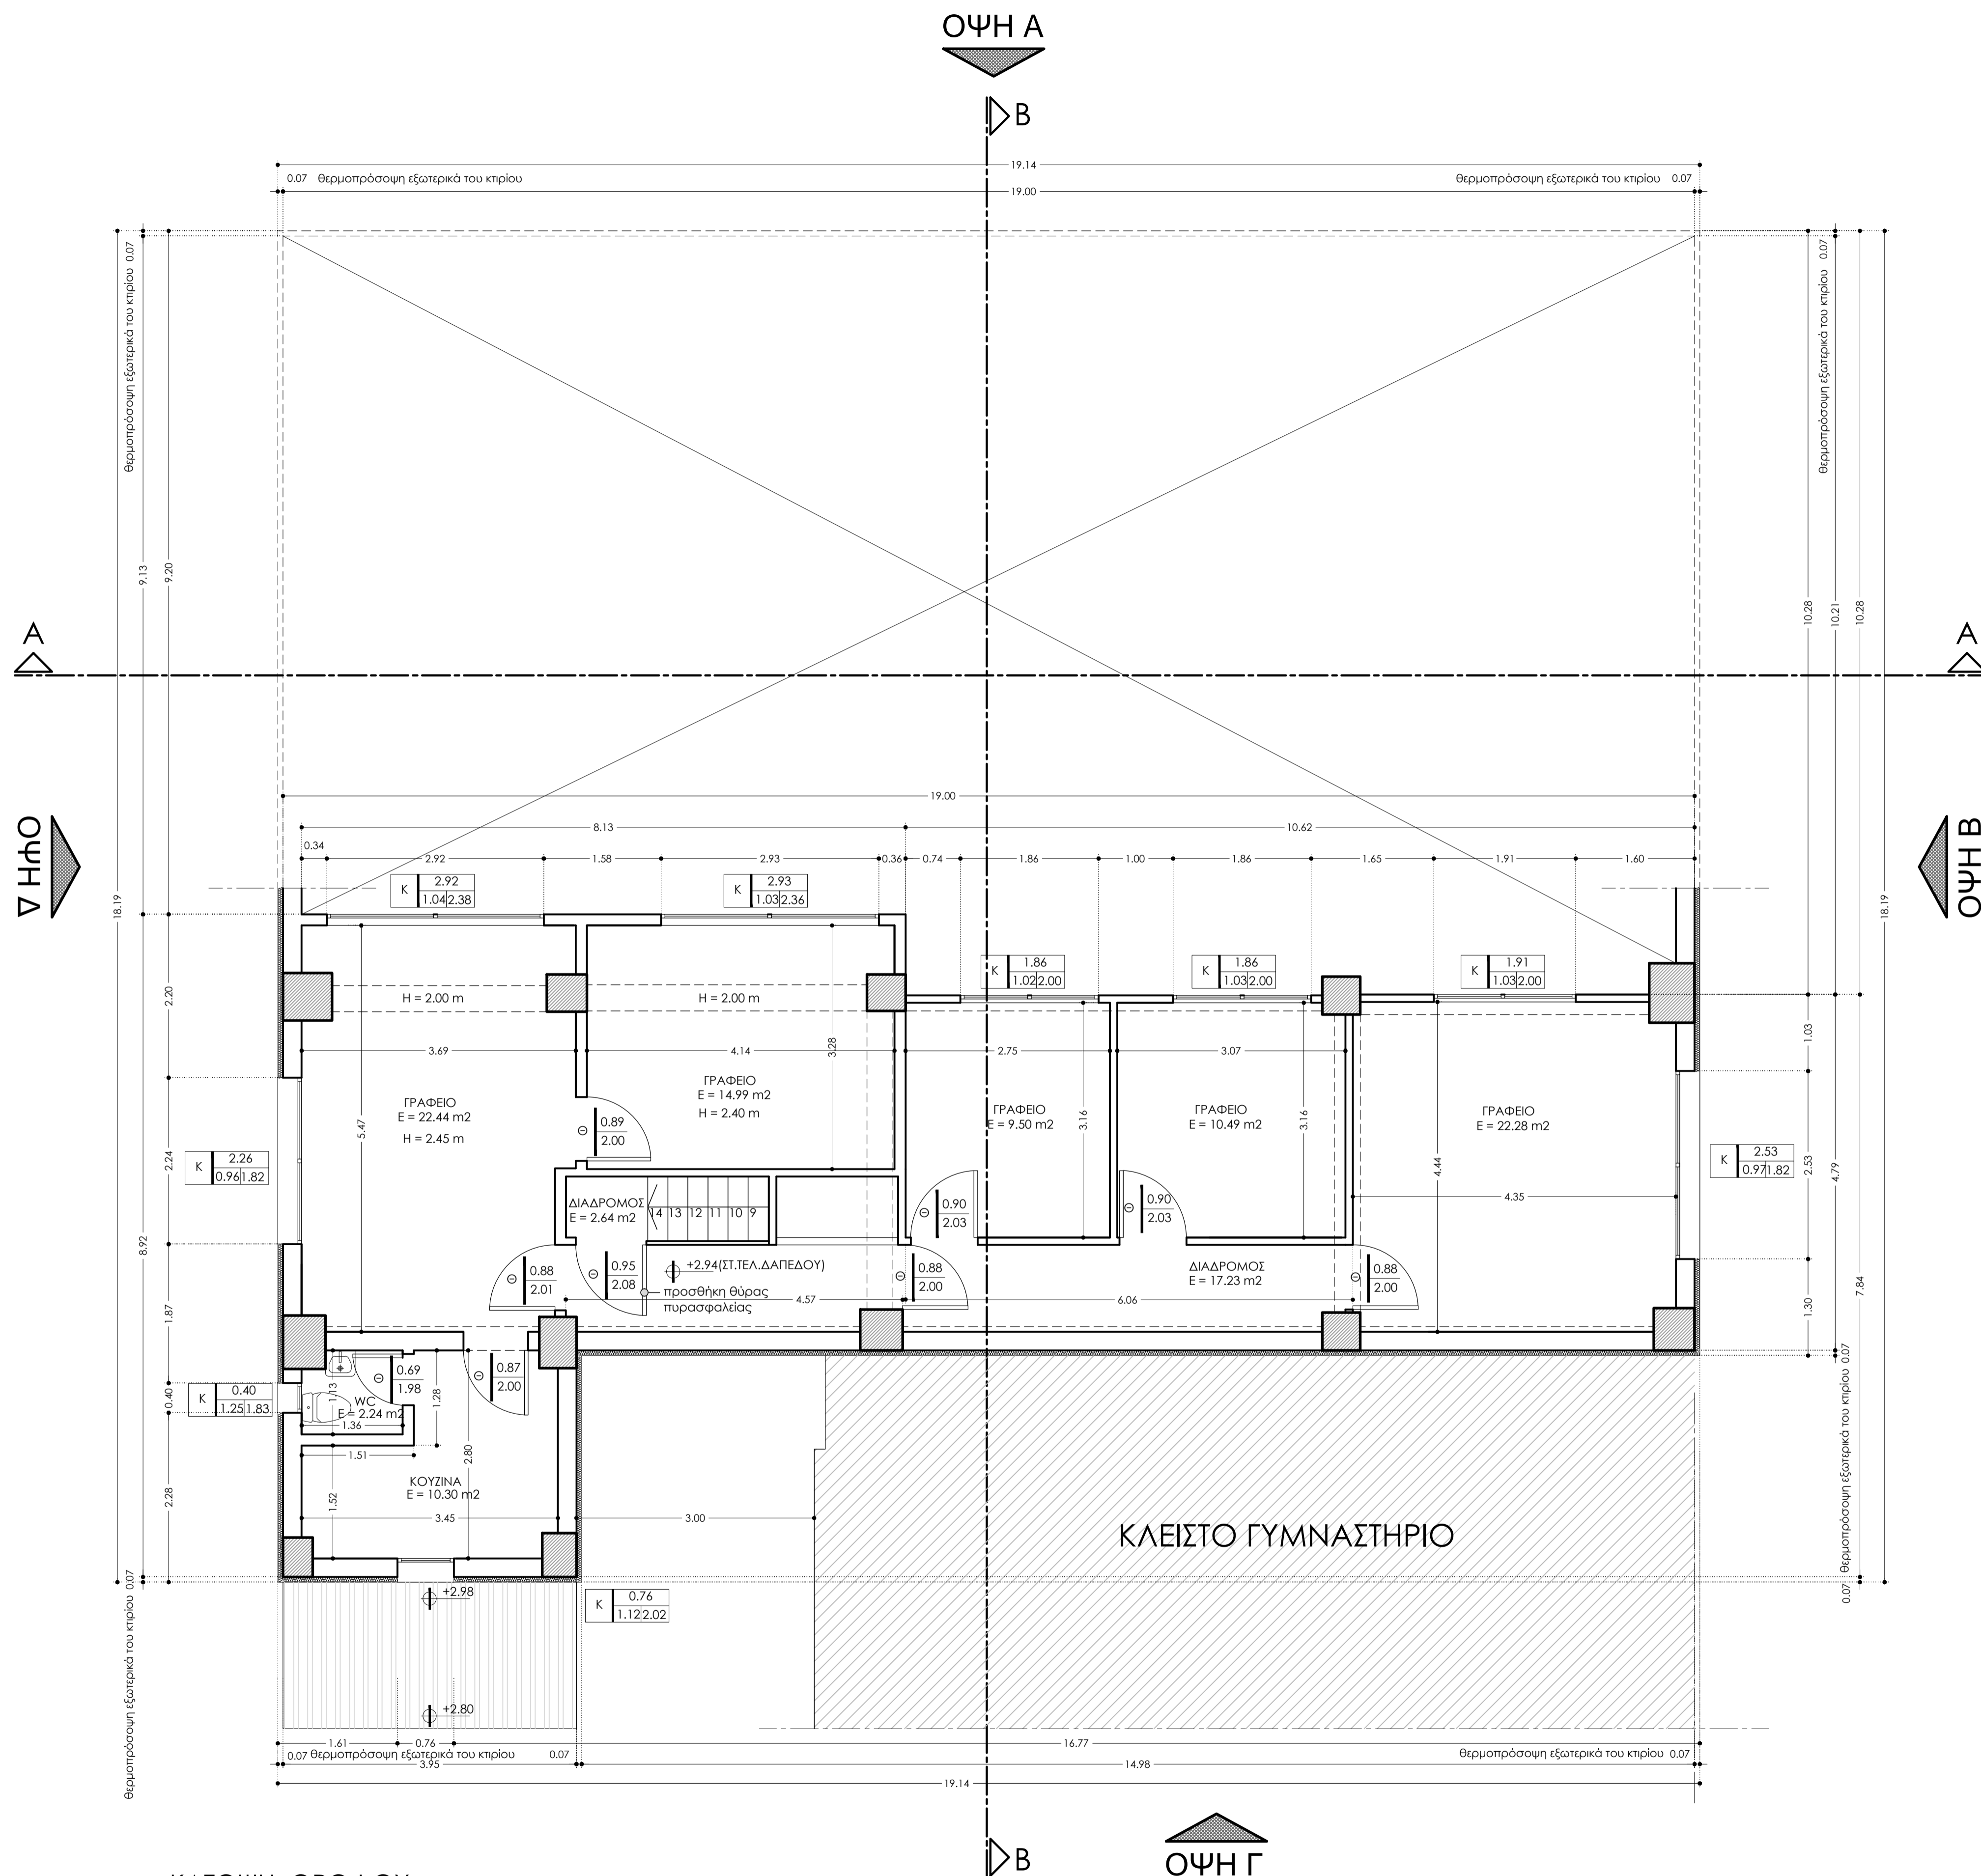 ΟΨΗ Α
B
19.14
0.07 θερμοπρόσοψη εξωτερικά του κτιρίου
θερμοπρόσοψη εξωτερικά του κτιρίου 0.07
19.00
θερμοπρόσοψη εξωτερικά του κτιρίου 0.07
θερμοπρόσοψη εξωτερικά του κτιρίου 0.07
9.13
9.20
10.28
10.21
10.28
A
A
19.00
8.13
10.62
0.34
2.92
1.58
2.93
0.36
0.74
1.86
1.00
1.86
1.65
1.91
1.60
ΟΨΗ Δ
ΟΨΗ Β
18.19
18.19
K 2.92
1.04 2.38
K 2.93
1.03 2.36
K 1.86
1.02 2.00
K 1.86
1.03 2.00
K 1.91
1.03 2.00
2.20
H = 2.00 m
H = 2.00 m
1.03
3.69
4.14
3.28
2.75
3.07
ΓΡΑΦΕΙΟ
E = 22.44 m2
H = 2.45 m
ΓΡΑΦΕΙΟ
E = 14.99 m2
H = 2.40 m
ΓΡΑΦΕΙΟ
E = 9.50 m2
ΓΡΑΦΕΙΟ
E = 10.49 m2
ΓΡΑΦΕΙΟ
E = 22.28 m2
5.47
3.16
3.16
4.44
4.35
0.89
2.00
K 2.26
0.96 1.82
2.24
K 2.53
0.97 1.82
2.53
4.79
ΔΙΑΔΡΟΜΟΣ
E = 2.64 m2
14 13 12 11 10 9
0.90
2.03
0.90
2.03
8.92
0.88
2.01
0.95
2.08
+2.94(ΣΤ.ΤΕΛ.ΔΑΠΕΔΟΥ)
προσθήκη θύρας
πυρασφαλείας
4.57
0.88
2.00
ΔΙΑΔΡΟΜΟΣ
E = 17.23 m2
6.06
0.88
2.00
1.87
1.30
7.84
0.69
1.98
0.87
2.00
1.13
1.28
WC
E = 2.24 m2
1.36
K 0.40
1.25 1.83
0.40
1.51
2.80
ΚΟΥΖΙΝΑ
E = 10.30 m2
1.52
3.45
3.00
2.28
ΚΛΕΙΣΤΟ ΓΥΜΝΑΣΤΗΡΙΟ
θερμοπρόσοψη εξωτερικά του κτιρίου 0.07
0.07
θερμοπρόσοψη εξωτερικά του κτιρίου 0.07
+2.98
K 0.76
1.12 2.02
+2.80
1.61
0.76
16.77
0.07 θερμοπρόσοψη εξωτερικά του κτιρίου 0.07
θερμοπρόσοψη εξωτερικά του κτιρίου 0.07
3.95
14.98
19.14
B
ΟΨΗ Γ